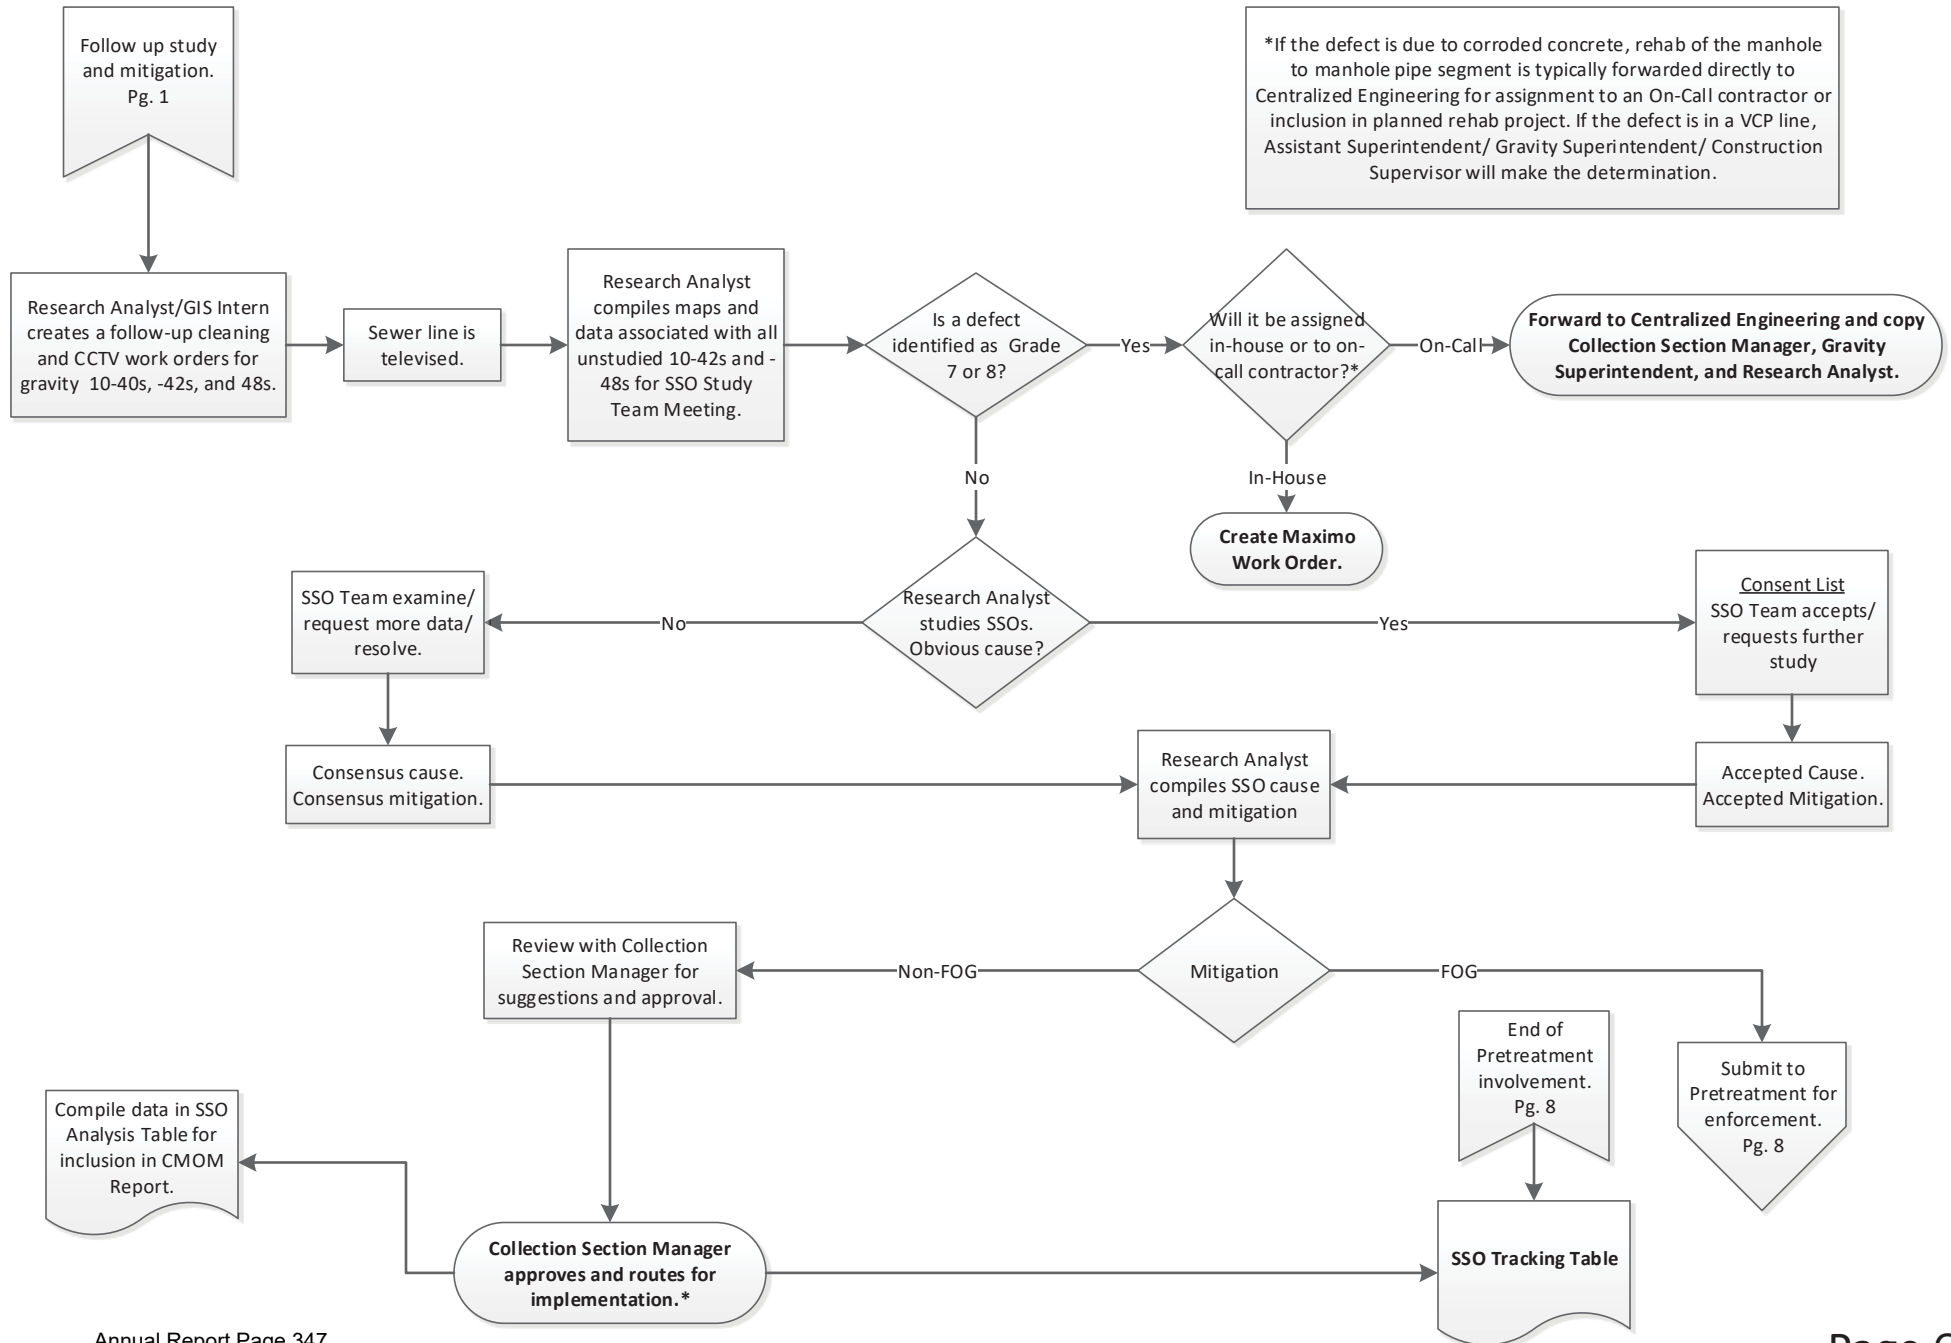 Follow up study
and mitigation.
Pg. 1
*If the defect is due to corroded concrete, rehab of the manhole
to manhole pipe segment is typically forwarded directly to
Centralized Engineering for assignment to an On-Call contractor or
inclusion in planned rehab project. If the defect is in a VCP line,
Assistant Superintendent/ Gravity Superintendent/ Construction
Supervisor will make the determination.
Research Analyst/GIS Intern
creates a follow-up cleaning
and CCTV work orders for
gravity 10-40s, -42s, and 48s.
Sewer line is
televised.
Research Analyst
compiles maps and
data associated with all
unstudied 10-42s and -
48s for SSO Study
Team Meeting.
Is a defect
identified as Grade
7 or 8?
Yes
Will it be assigned
in-house or to on-
call contractor?*
On-Call
Forward to Centralized Engineering and copy
Collection Section Manager, Gravity
Superintendent, and Research Analyst.
No
In-House
Create Maximo
Work Order.
SSO Team examine/
request more data/
resolve.
No
Research Analyst
studies SSOs.
Obvious cause?
Yes
Consent List
SSO Team accepts/
requests further
study
Consensus cause.
Consensus mitigation.
Research Analyst
compiles SSO cause
and mitigation
Accepted Cause.
Accepted Mitigation.
Review with Collection
Section Manager for
suggestions and approval.
Non-FOG
Mitigation
FOG
End of
Pretreatment
involvement.
Pg. 8
Submit to
Pretreatment for
enforcement.
Pg. 8
Compile data in SSO
Analysis Table for
inclusion in CMOM
Report.
Collection Section Manager
approves and routes for
implementation.*
SSO Tracking Table
Annual Report Page 347
Page